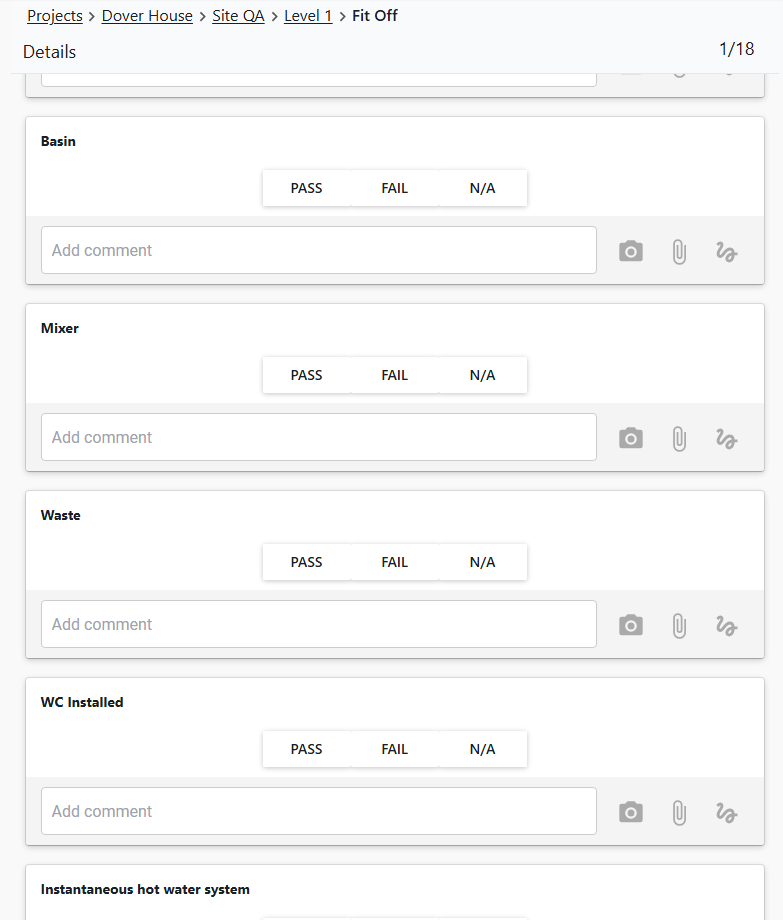 Projects > Dover House > Site QA > Level 1 > Fit Off
Details 1/18
Basin
PASS FAIL N/A
Add comment
Mixer
PASS FAIL N/A
Add comment
Waste
PASS FAIL N/A
Add comment
WC Installed
PASS FAIL N/A
Add comment
Instantaneous hot water system